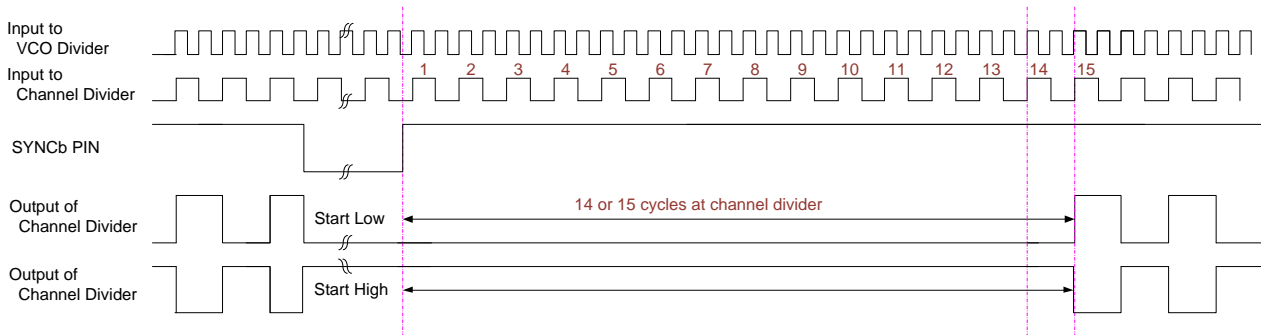 Input to
VCO Divider
Input to
Channel Divider
1 2 3 4 5 6 7 8 9 10 11 12 13 14 15
SYNCb PIN
Output of
Channel Divider
Start Low
14 or 15 cycles at channel divider
Output of
Channel Divider
Start High